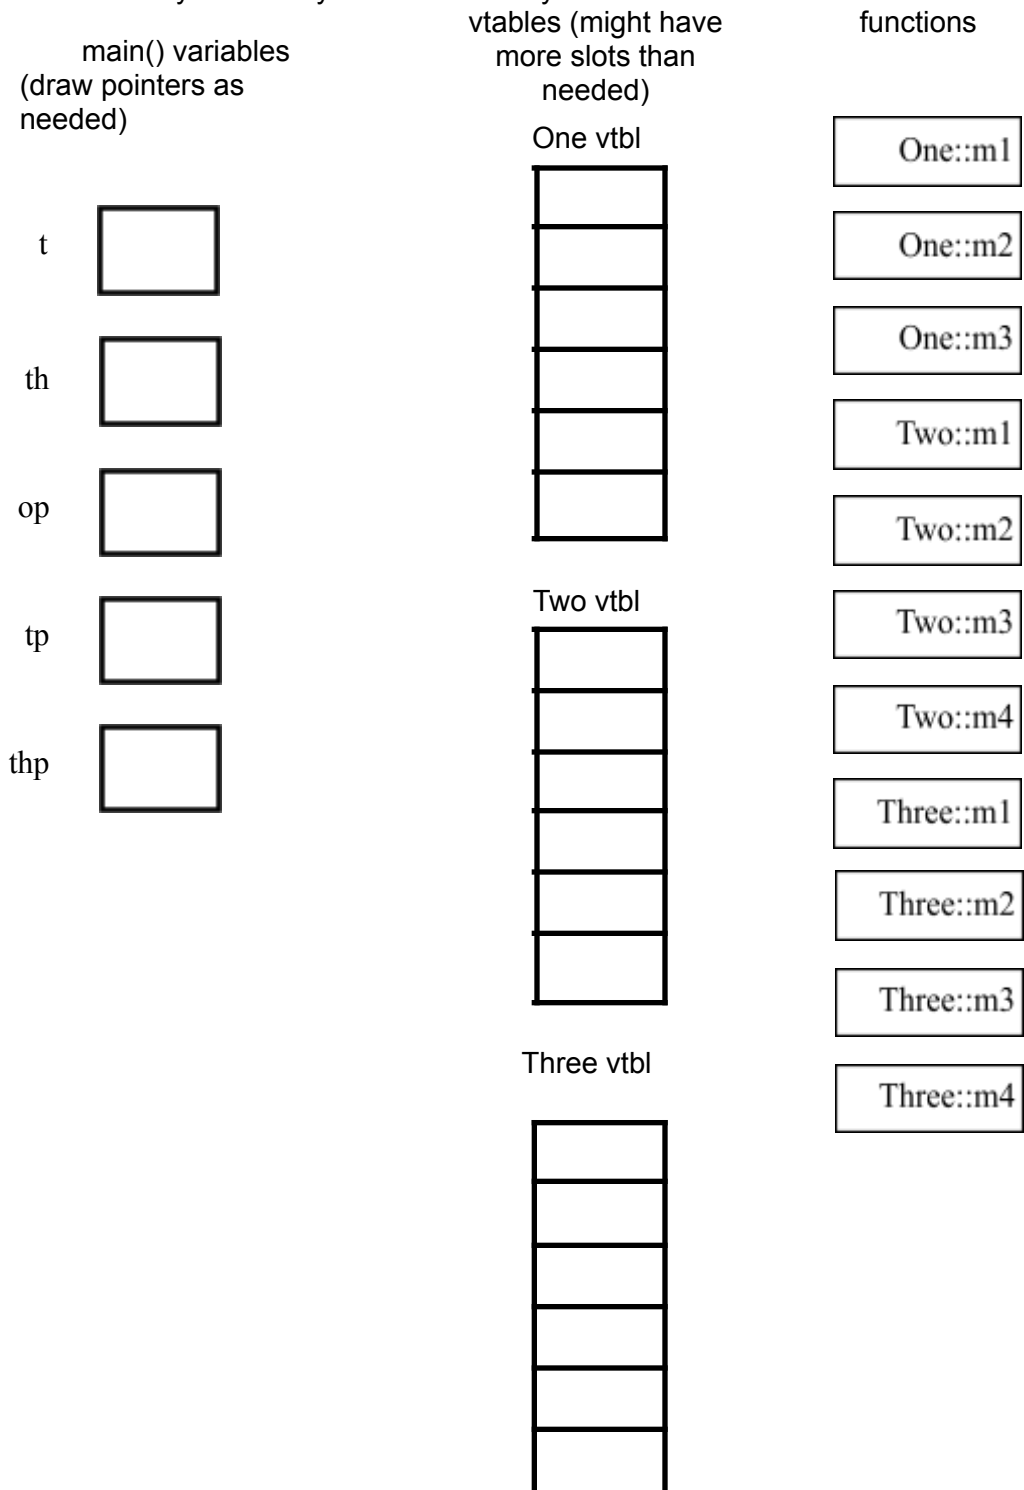 main() variables
(draw pointers as
needed)
t
th
op
tp
thp
vtables (might have
more slots than
needed)
One vtbl
Two vtbl
Three vtbl
functions
One::m1
One::m2
One::m3
Two::m1
Two::m2
Two::m3
Two::m4
Three::m1
Three::m2
Three::m3
Three::m4